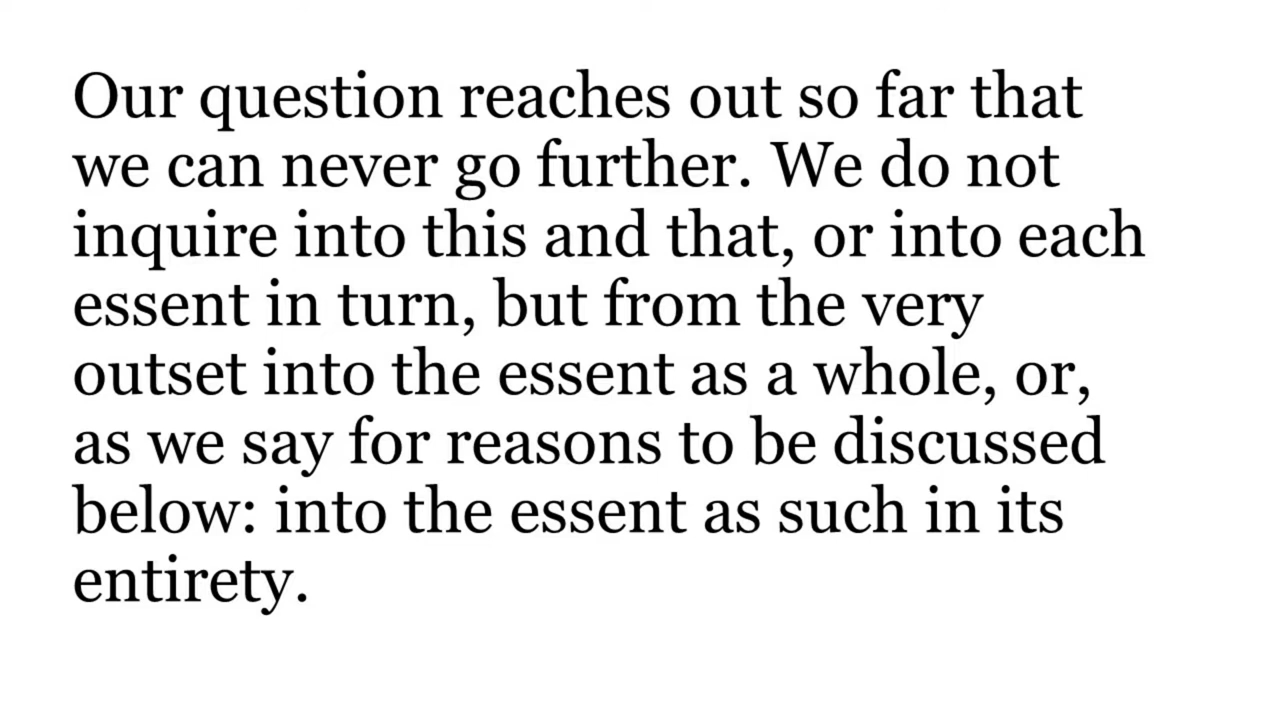 Our question reaches out so far that
we can never go further. We do not
inquire into this and that, or into each
essent in turn, but from the very
outset into the essent as a whole, or,
as we say for reasons to be discussed
below: into the essent as such in its
entirety.